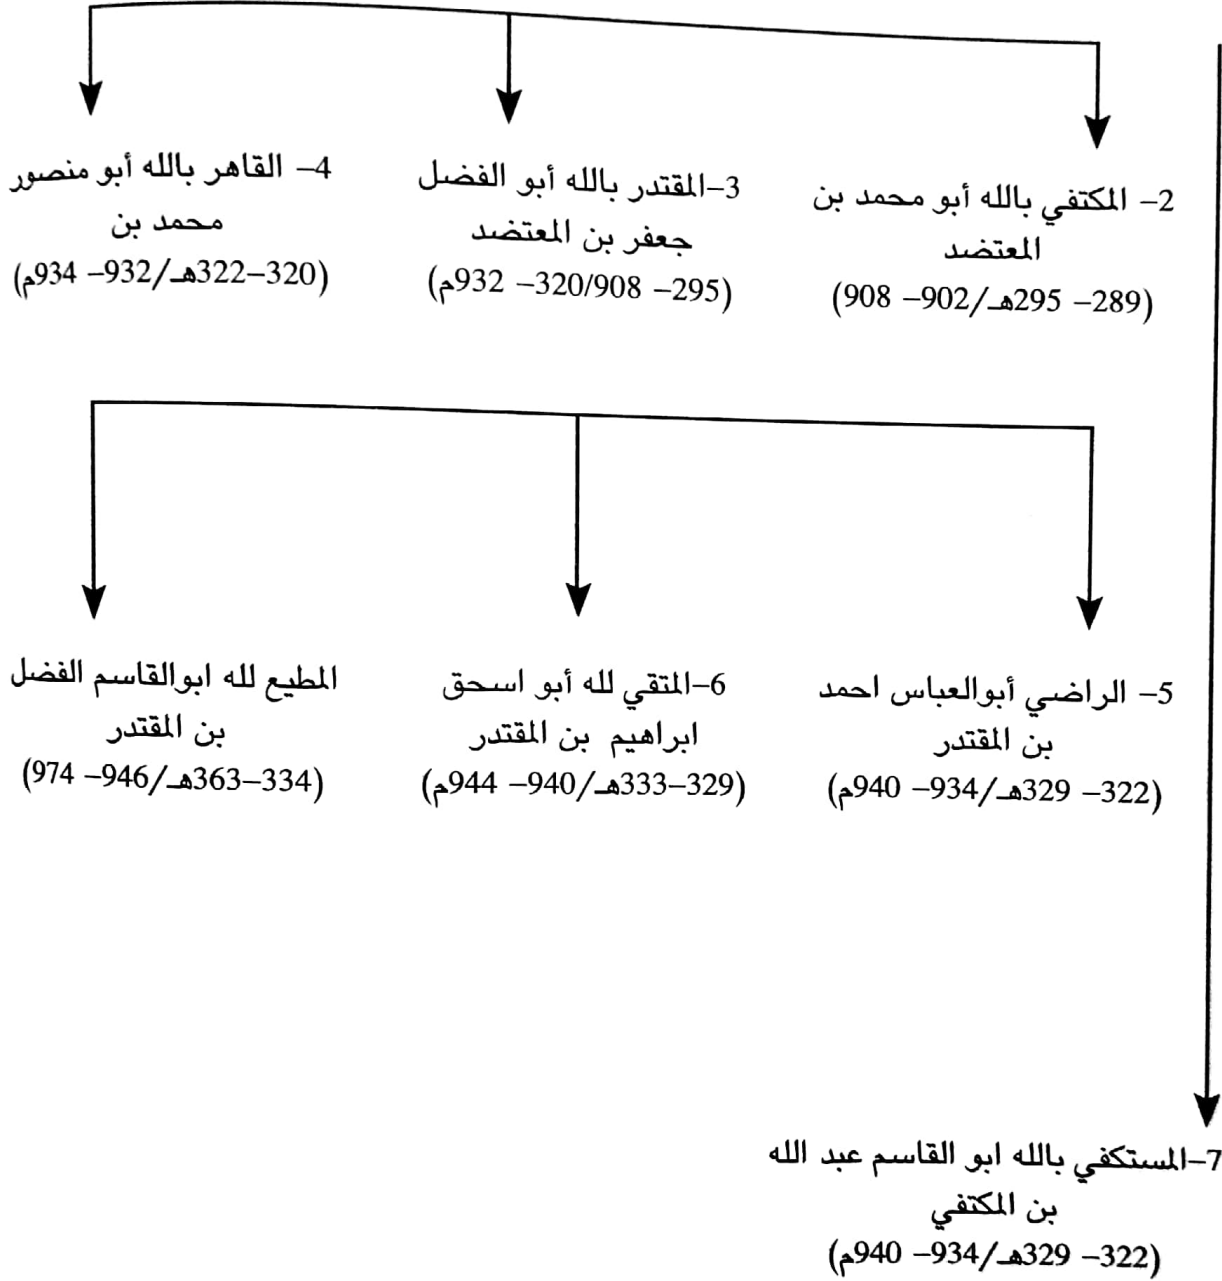 2– المكتفي بالله أبو محمد بن
المعتضد
(289– 295هـ/902– 908)
3–المقتدر بالله أبو الفضل
جعفر بن المعتضد
(295– 320/908– 932م)
4– القاهر بالله أبو منصور
محمد بن
(320–322هـ/932– 934م)
5– الراضي أبوالعباس احمد
بن المقتدر
(322– 329هـ/934– 940م)
6–المتقي لله أبو اسحق
ابراهيم بن المقتدر
(329–333هـ/940– 944م)
المطيع لله ابوالقاسم الفضل
بن المقتدر
(334–363هـ/946– 974)
7–المستكفي بالله ابو القاسم عبد الله
بن المكتفي
(322– 329هـ/934– 940م)